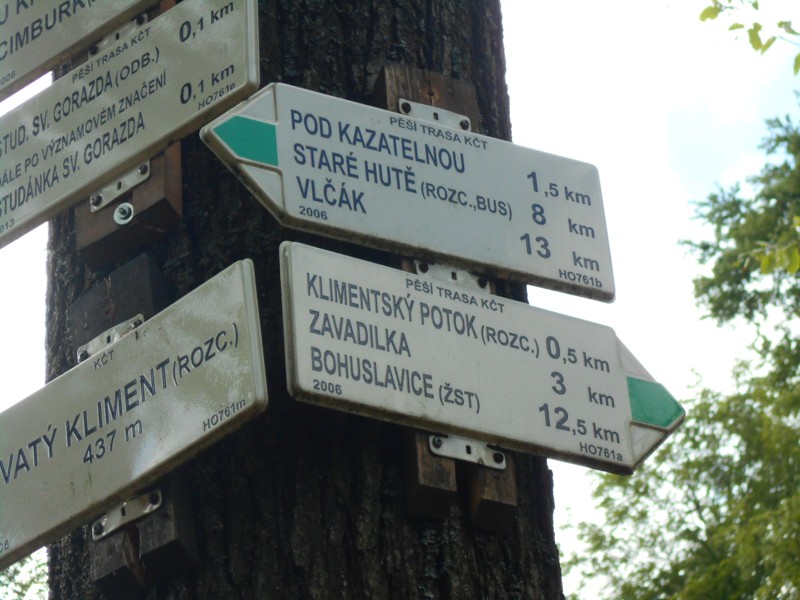 CIMBURK
2006
PĚŠÍ TRASA KČT
0,1 km
STUD. SV. GORAZDA (ODB.) 0,1 km
DÁLE PO VÝZNAMOVÉM ZNAČENÍ
STUDÁNKA SV. GORAZDA
HO761e
2013
PĚŠÍ TRASA KČT
POD KAZATELNOU 1,5 km
STARÉ HUTĚ (ROZC.,BUS) 8 km
VLČÁK 13 km
2006 HO761b
PĚŠÍ TRASA KČT
KLIMENTSKÝ POTOK (ROZC.) 0,5 km
ZAVADILKA 3 km
BOHUSLAVICE (ŽST) 12,5 km
2006 HO761a
KČT
VATÝ KLIMENT (ROZC.)
437 m
HO761m